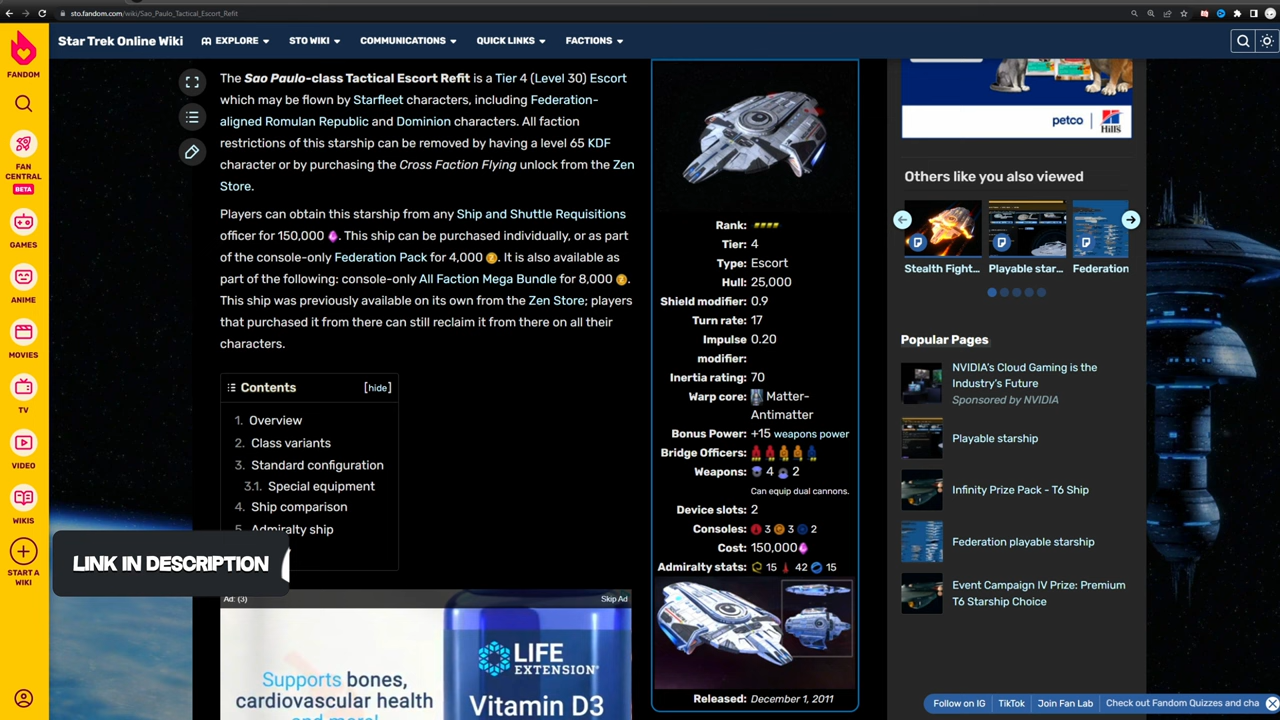 sto.fandom.com/wiki/Sao_Paulo_Tactical_Escort_Refit
FANDOM
FAN CENTRAL
BETA
GAMES
ANIME
MOVIES
TV
VIDEO
WIKIS
START A WIKI
Star Trek Online Wiki
EXPLORE
STO WIKI
COMMUNICATIONS
QUICK LINKS
FACTIONS
The Sao Paulo-class Tactical Escort Refit is a Tier 4 (Level 30) Escort
which may be flown by Starfleet characters, including Federation-
aligned Romulan Republic and Dominion characters. All faction
restrictions of this starship can be removed by having a level 65 KDF
character or by purchasing the Cross Faction Flying unlock from the Zen
Store.
Players can obtain this starship from any Ship and Shuttle Requisitions
officer for 150,000 . This ship can be purchased individually, or as part
of the console-only Federation Pack for 4,000 . It is also available as
part of the following: console-only All Faction Mega Bundle for 8,000 .
This ship was previously available on its own from the Zen Store; players
that purchased it from there can still reclaim it from there on all their
characters.
Contents [hide]
1. Overview
2. Class variants
3. Standard configuration
3.1. Special equipment
4. Ship comparison
5. Admiralty ship
LINK IN DESCRIPTION
Ad: (3)
Skip Ad
Supports bones,
cardiovascular health
LIFE
EXTENSION
Vitamin D3
Rank:
Tier: 4
Type: Escort
Hull: 25,000
Shield modifier: 0.9
Turn rate: 17
Impulse 0.20
modifier:
Inertia rating: 70
Warp core: Matter-
Antimatter
Bonus Power: +15 weapons power
Bridge Officers:
Weapons: 4 2
Can equip dual cannons.
Device slots: 2
Consoles: 3 3 2
Cost: 150,000
Admiralty stats: 15 42 15
Released: December 1, 2011
petco
Hill's
Others like you also viewed
Stealth Fight...
Playable star...
Federation
Popular Pages
NVIDIA's Cloud Gaming is the
Industry's Future
Sponsored by NVIDIA
Playable starship
Infinity Prize Pack - T6 Ship
Federation playable starship
Event Campaign IV Prize: Premium
T6 Starship Choice
Follow on IG
TikTok
Join Fan Lab
Check out Fandom Quizzes and cha